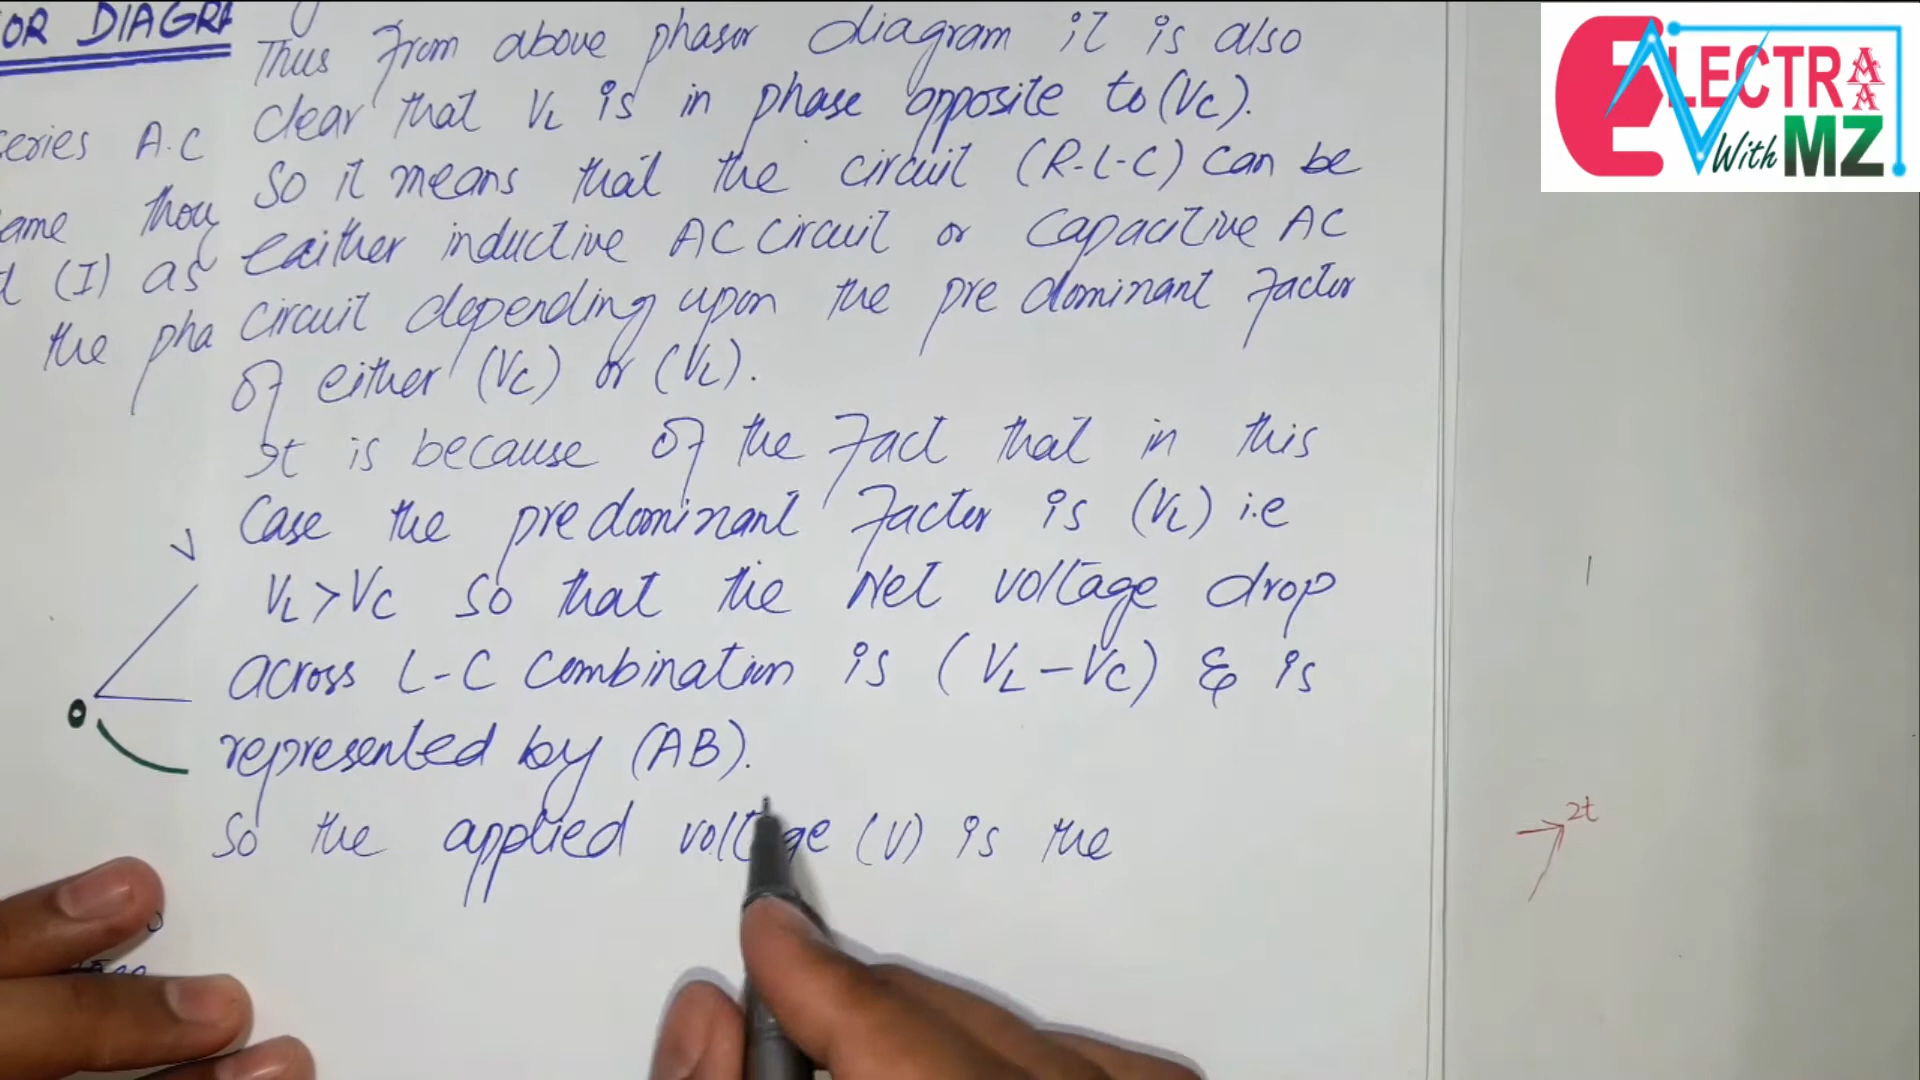 OR DIAGRA
eries A.C
ame thou
(I) as
the pha
Thus from above phasor diagram it is also
clear that VL is in phase opposite to (VC).
So it means that the circuit (R-L-C) can be
eaither inductive AC circuit or capacitive AC
circuit depending upon the pre dominant factor
of either (VC) or (VL).
It is because of the fact that in this
Case the predominant factor is (VL) i.e
VL > VC so that the Net voltage drop
across L-C combination is (VL - VC) & is
represented by (AB).
So the applied voltage (V) is the
2t
ELECTRA
With MZ